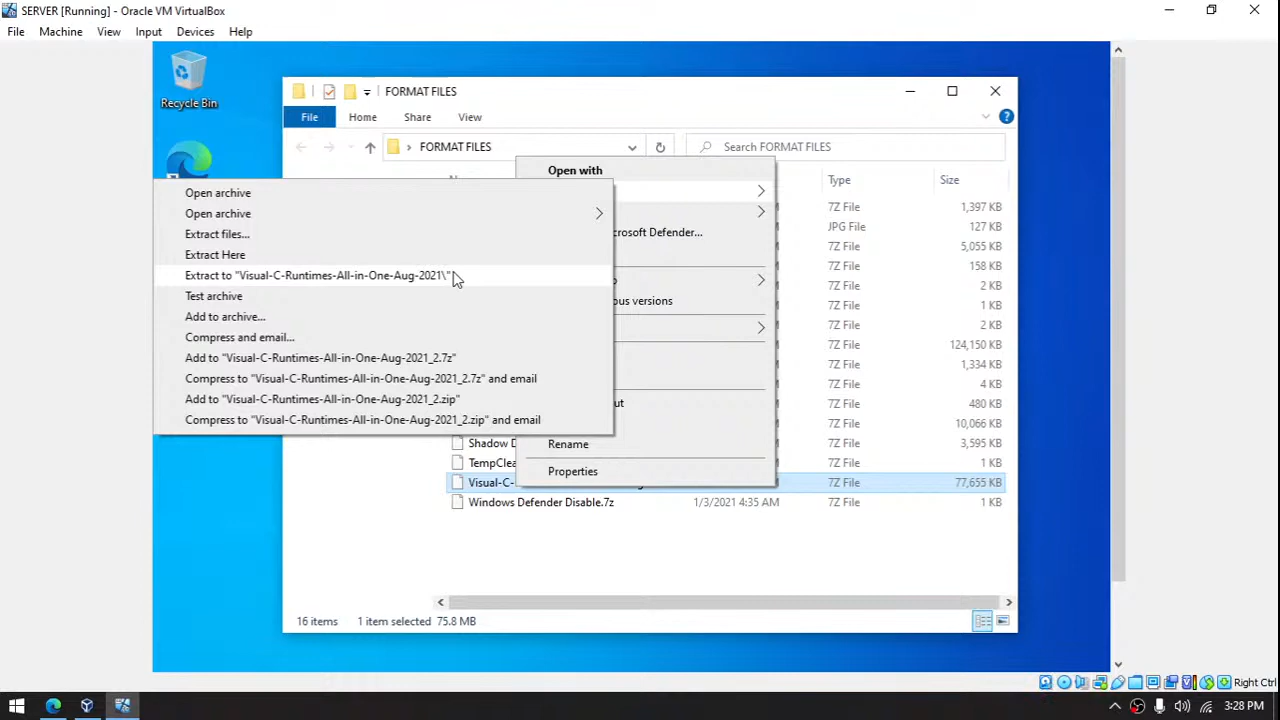 SERVER [Running] - Oracle VM VirtualBox
File Machine View Input Devices Help
Recycle Bin
FORMAT FILES
File Home Share View
FORMAT FILES
Search FORMAT FILES
Type Size
Open with
Open archive
Open archive
Extract files...
Extract Here
Extract to "Visual-C-Runtimes-All-in-One-Aug-2021\"
Test archive
Add to archive...
Compress and email...
Add to "Visual-C-Runtimes-All-in-One-Aug-2021_2.7z"
Compress to "Visual-C-Runtimes-All-in-One-Aug-2021_2.7z" and email
Add to "Visual-C-Runtimes-All-in-One-Aug-2021_2.zip"
Compress to "Visual-C-Runtimes-All-in-One-Aug-2021_2.zip" and email
Rename
Properties
7Z File 1,397 KB
JPG File 127 KB
7Z File 5,055 KB
7Z File 158 KB
7Z File 2 KB
7Z File 1 KB
7Z File 2 KB
7Z File 124,150 KB
7Z File 1,334 KB
7Z File 4 KB
7Z File 480 KB
7Z File 10,066 KB
Shadow 7Z File 3,595 KB
7Z File 1 KB
Visual-C- 7Z File 77,655 KB
Windows Defender Disable.7z 1/3/2021 4:35 AM 7Z File 1 KB
16 items 1 item selected 75.8 MB
Right Ctrl
3:28 PM